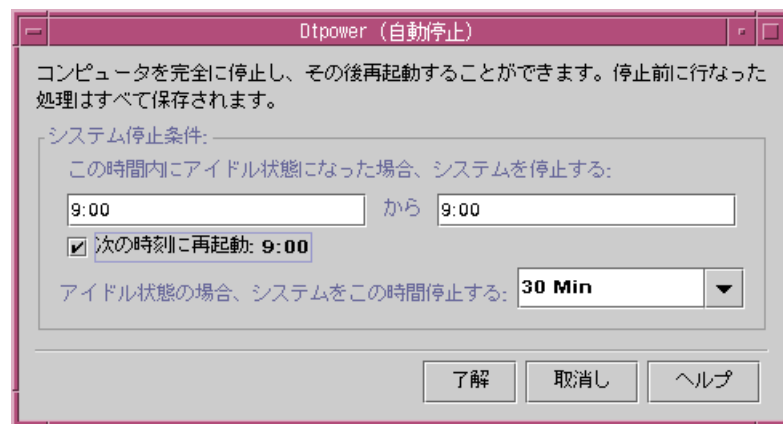 Dtpower (自動停止)
コンピュータを完全に停止し、その後再起動することができます。停止前に行なった
処理はすべて保存されます。
システム停止条件:
この時間内にアイドル状態になった場合、システムを停止する:
9:00 から 9:00
次の時刻に再起動: 9:00
アイドル状態の場合、システムをこの時間停止する: 30 Min
了解 取消し ヘルプ